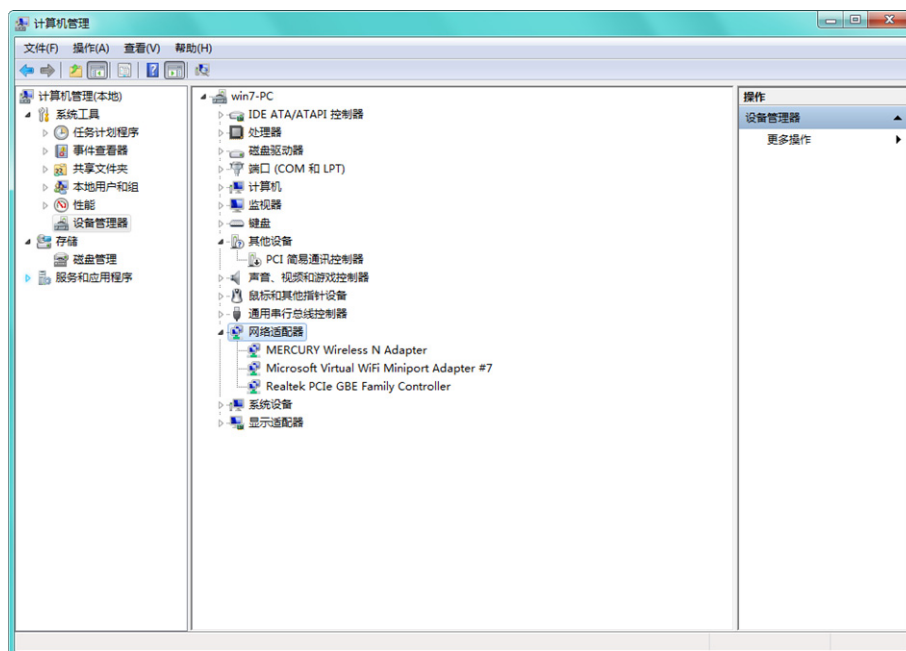 计算机管理
文件(F) 操作(A) 查看(V) 帮助(H)
计算机管理(本地)
系统工具
任务计划程序
事件查看器
共享文件夹
本地用户和组
性能
设备管理器
存储
磁盘管理
服务和应用程序
win7-PC
IDE ATA/ATAPI 控制器
处理器
磁盘驱动器
端口 (COM 和 LPT)
计算机
监视器
键盘
其他设备
PCI 简易通讯控制器
声音、视频和游戏控制器
鼠标和其他指针设备
通用串行总线控制器
网络适配器
MERCURY Wireless N Adapter
Microsoft Virtual WiFi Miniport Adapter #7
Realtek PCIe GBE Family Controller
系统设备
显示适配器
操作
设备管理器
更多操作